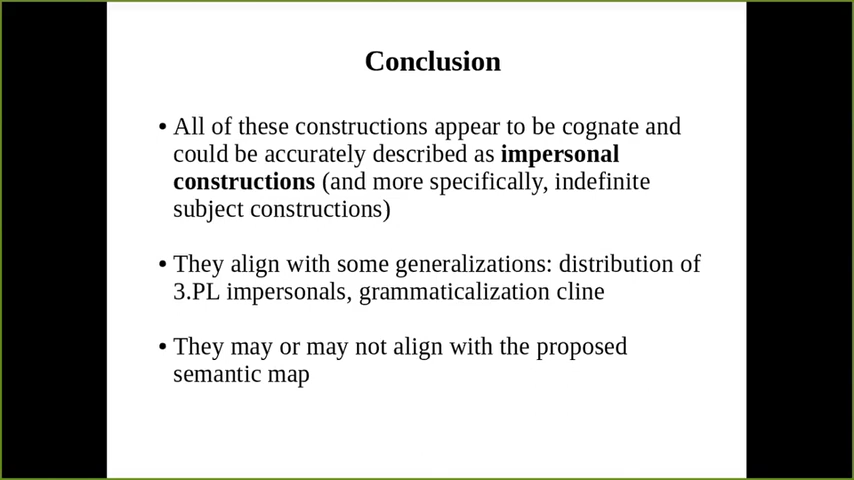 Conclusion
• All of these constructions appear to be cognate and
could be accurately described as impersonal
constructions (and more specifically, indefinite
subject constructions)
• They align with some generalizations: distribution of
3.PL impersonals, grammaticalization cline
• They may or may not align with the proposed
semantic map